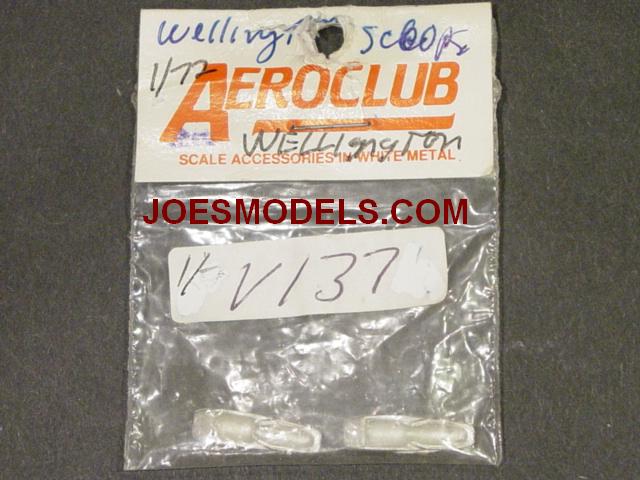 Wellington scoops
1/72
AEROCLUB
WELLington
SCALE ACCESSORIES IN WHITE METAL
JOESMODELS.COM
V137